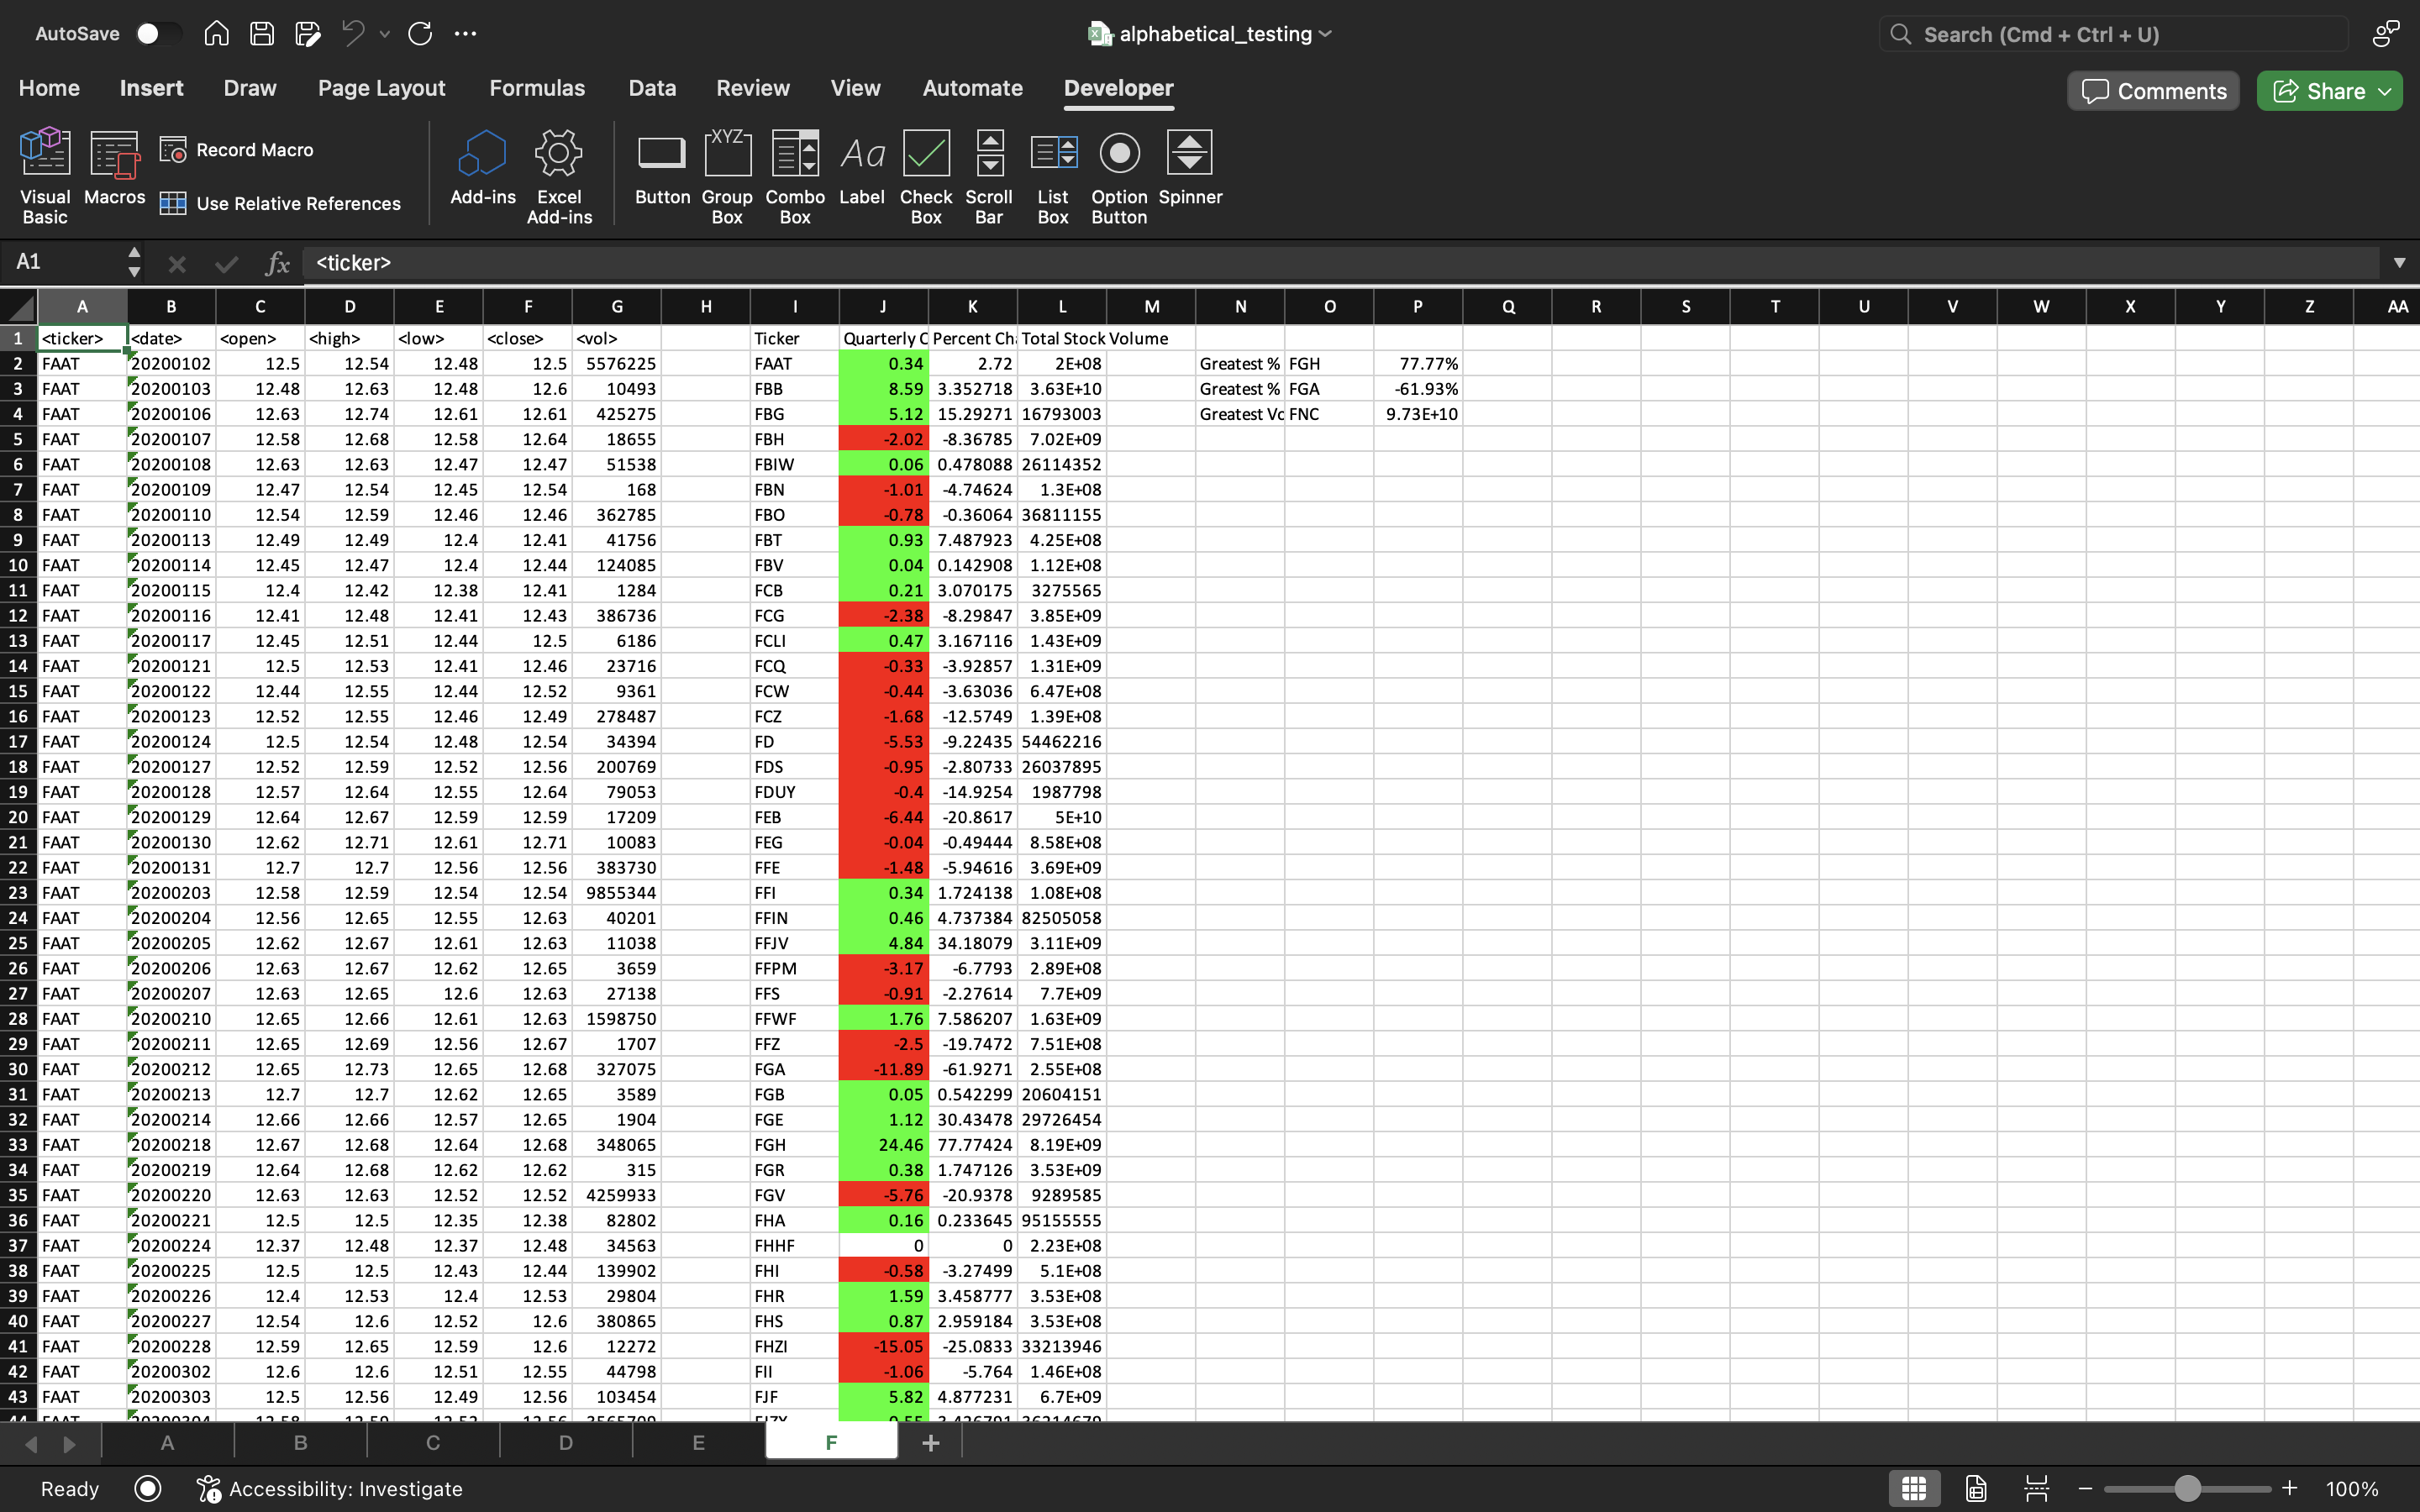 AutoSave alphabetical_testing Search (Cmd + Ctrl + U)
Home Insert Draw Page Layout Formulas Data Review View Automate Developer Comments Share
Visual Basic Macros Record Macro Use Relative References Add-ins Excel Add-ins Button Group Box Combo Box Label Check Box Scroll Bar List Box Option Button Spinner
XYZ Aa
A1 fx <ticker>
A B C D E F G H I J K L M N O P Q R S T U V W X Y Z AA
1 <ticker> <date> <open> <high> <low> <close> <vol> Ticker Quarterly C Percent Ch Total Stock Volume
2 FAAT 20200102 12.5 12.54 12.48 12.5 5576225 FAAT 0.34 2.72 2E+08 Greatest % FGH 77.77%
3 FAAT 20200103 12.48 12.63 12.48 12.6 10493 FBB 8.59 3.352718 3.63E+10 Greatest % FGA -61.93%
4 FAAT 20200106 12.63 12.74 12.61 12.61 425275 FBG 5.12 15.29271 16793003 Greatest Vo FNC 9.73E+10
5 FAAT 20200107 12.58 12.68 12.58 12.64 18655 FBH -2.02 -8.36785 7.02E+09
6 FAAT 20200108 12.63 12.63 12.47 12.47 51538 FBIW 0.06 0.478088 26114352
7 FAAT 20200109 12.47 12.54 12.45 12.54 168 FBN -1.01 -4.74624 1.3E+08
8 FAAT 20200110 12.54 12.59 12.46 12.46 362785 FBO -0.78 -0.36064 36811155
9 FAAT 20200113 12.49 12.49 12.4 12.41 41756 FBT 0.93 7.487923 4.25E+08
10 FAAT 20200114 12.45 12.47 12.4 12.44 124085 FBV 0.04 0.142908 1.12E+08
11 FAAT 20200115 12.4 12.42 12.38 12.41 1284 FCB 0.21 3.070175 3275565
12 FAAT 20200116 12.41 12.48 12.41 12.43 386736 FCG -2.38 -8.29847 3.85E+09
13 FAAT 20200117 12.45 12.51 12.44 12.5 6186 FCLI 0.47 3.167116 1.43E+09
14 FAAT 20200121 12.5 12.53 12.41 12.46 23716 FCQ -0.33 -3.92857 1.31E+09
15 FAAT 20200122 12.44 12.55 12.44 12.52 9361 FCW -0.44 -3.63036 6.47E+08
16 FAAT 20200123 12.52 12.55 12.46 12.49 278487 FCZ -1.68 -12.5749 1.39E+08
17 FAAT 20200124 12.5 12.54 12.48 12.54 34394 FD -5.53 -9.22435 54462216
18 FAAT 20200127 12.52 12.59 12.52 12.56 200769 FDS -0.95 -2.80733 26037895
19 FAAT 20200128 12.57 12.64 12.55 12.64 79053 FDUY -0.4 -14.9254 1987798
20 FAAT 20200129 12.64 12.67 12.59 12.59 17209 FEB -6.44 -20.8617 5E+10
21 FAAT 20200130 12.62 12.71 12.61 12.71 10083 FEG -0.04 -0.49444 8.58E+08
22 FAAT 20200131 12.7 12.7 12.56 12.56 383730 FFE -1.48 -5.94616 3.69E+09
23 FAAT 20200203 12.58 12.59 12.54 12.54 9855344 FFI 0.34 1.724138 1.08E+08
24 FAAT 20200204 12.56 12.65 12.55 12.63 40201 FFIN 0.46 4.737384 82505058
25 FAAT 20200205 12.62 12.67 12.61 12.63 11038 FFJV 4.84 34.18079 3.11E+09
26 FAAT 20200206 12.63 12.67 12.62 12.65 3659 FFPM -3.17 -6.7793 2.89E+08
27 FAAT 20200207 12.63 12.65 12.6 12.63 27138 FFS -0.91 -2.27614 7.7E+09
28 FAAT 20200210 12.65 12.66 12.61 12.63 1598750 FFWF 1.76 7.586207 1.63E+09
29 FAAT 20200211 12.65 12.69 12.56 12.67 1707 FFZ -2.5 -19.7472 7.51E+08
30 FAAT 20200212 12.65 12.73 12.65 12.68 327075 FGA -11.89 -61.9271 2.55E+08
31 FAAT 20200213 12.7 12.7 12.62 12.65 3589 FGB 0.05 0.542299 20604151
32 FAAT 20200214 12.66 12.66 12.57 12.65 1904 FGE 1.12 30.43478 29726454
33 FAAT 20200218 12.67 12.68 12.64 12.68 348065 FGH 24.46 77.77424 8.19E+09
34 FAAT 20200219 12.64 12.68 12.62 12.62 315 FGR 0.38 1.747126 3.53E+09
35 FAAT 20200220 12.63 12.63 12.52 12.52 4259933 FGV -5.76 -20.9378 9289585
36 FAAT 20200221 12.5 12.5 12.35 12.38 82802 FHA 0.16 0.233645 95155555
37 FAAT 20200224 12.37 12.48 12.37 12.48 34563 FHHF 0 0 2.23E+08
38 FAAT 20200225 12.5 12.5 12.43 12.44 139902 FHI -0.58 -3.27499 5.1E+08
39 FAAT 20200226 12.4 12.53 12.4 12.53 29804 FHR 1.59 3.458777 3.53E+08
40 FAAT 20200227 12.54 12.6 12.52 12.6 380865 FHS 0.87 2.959184 3.53E+08
41 FAAT 20200228 12.59 12.65 12.59 12.6 12272 FHZI -15.05 -25.0833 33213946
42 FAAT 20200302 12.6 12.6 12.51 12.55 44798 FII -1.06 -5.764 1.46E+08
43 FAAT 20200303 12.5 12.56 12.49 12.56 103454 FJF 5.82 4.877231 6.7E+09
A B C D E F
Ready Accessibility: Investigate 100%